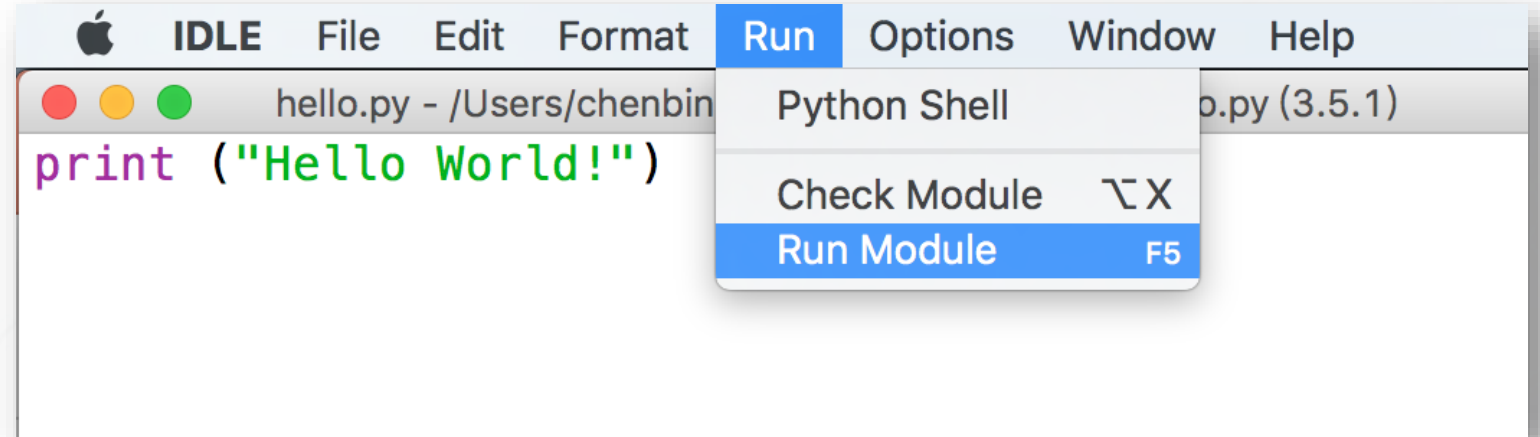 IDLE File Edit Format Run Options Window Help
hello.py - /Users/chenbin o.py (3.5.1)
print ("Hello World!")
Python Shell
Check Module ⌥X
Run Module F5